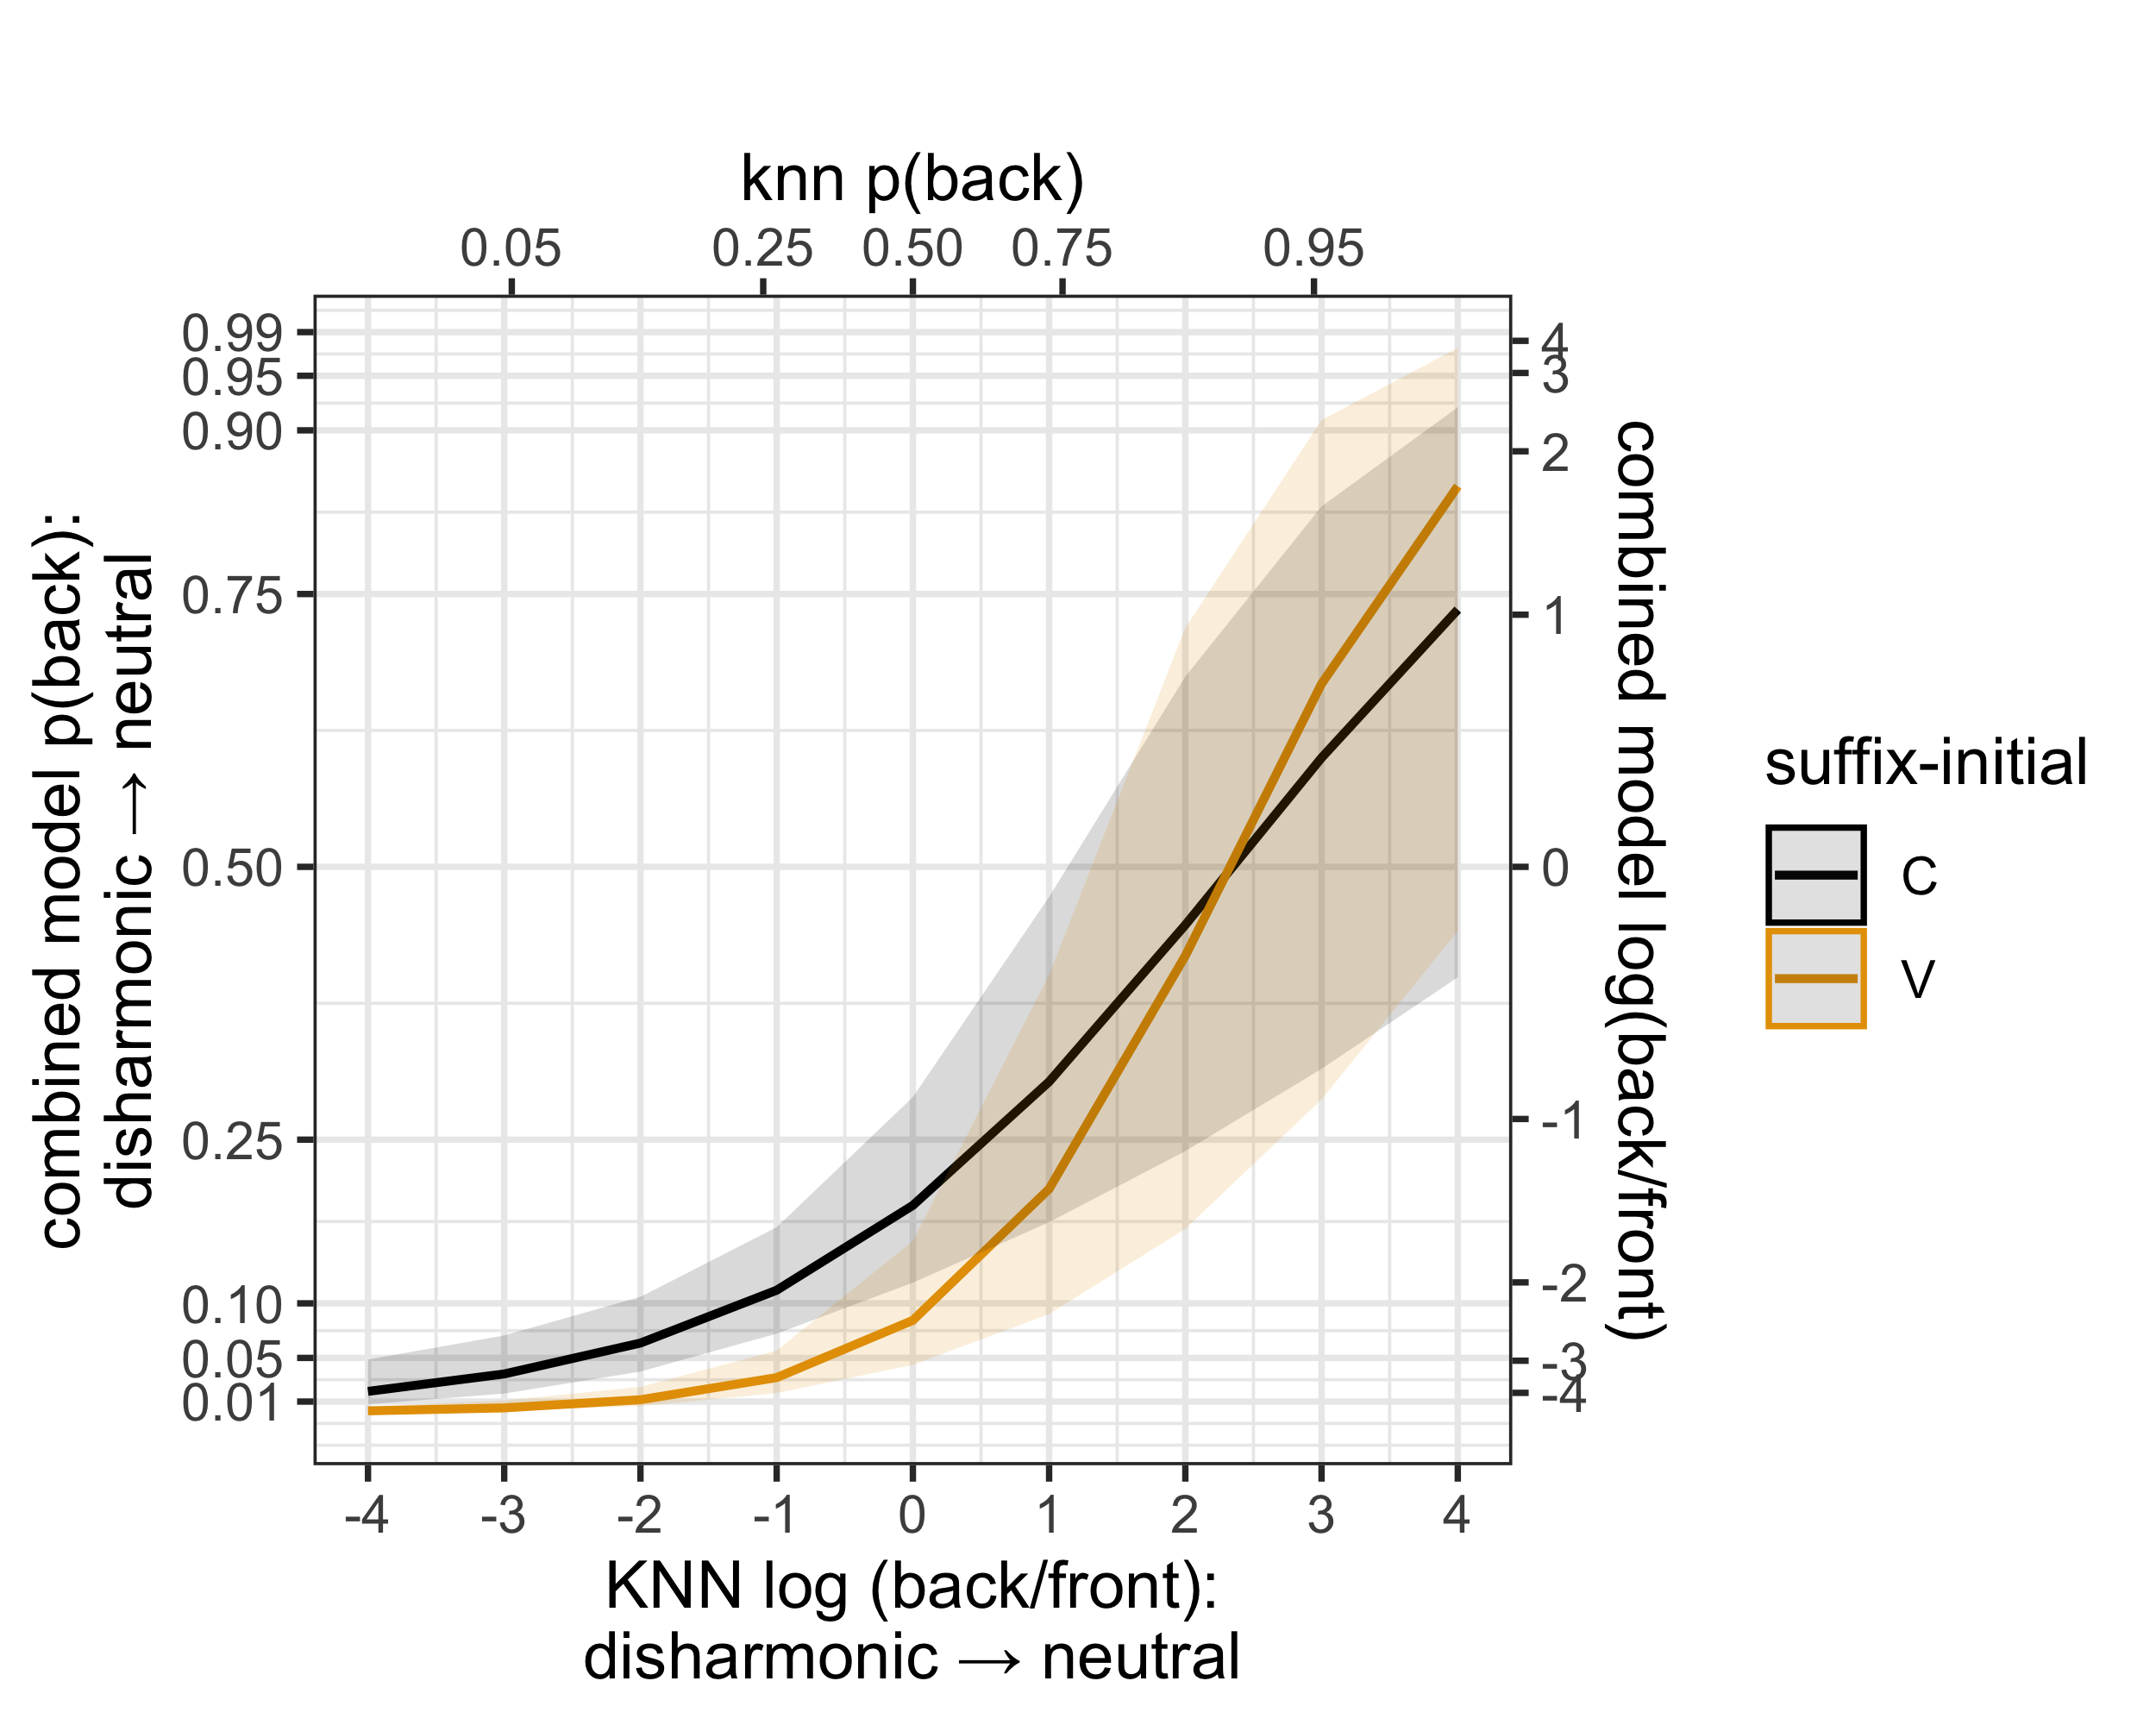 knn p(back)
0.05 0.25 0.50 0.75 0.95
combined model p(back):
disharmonic → neutral
0.99
0.95
0.90
0.75
0.50
0.25
0.10
0.05
0.01
4
3
2
1
0
-1
-2
-3
-4
combined model log(back/front)
-4 -3 -2 -1 0 1 2 3 4
KNN log (back/front):
disharmonic → neutral
suffix-initial
C
V